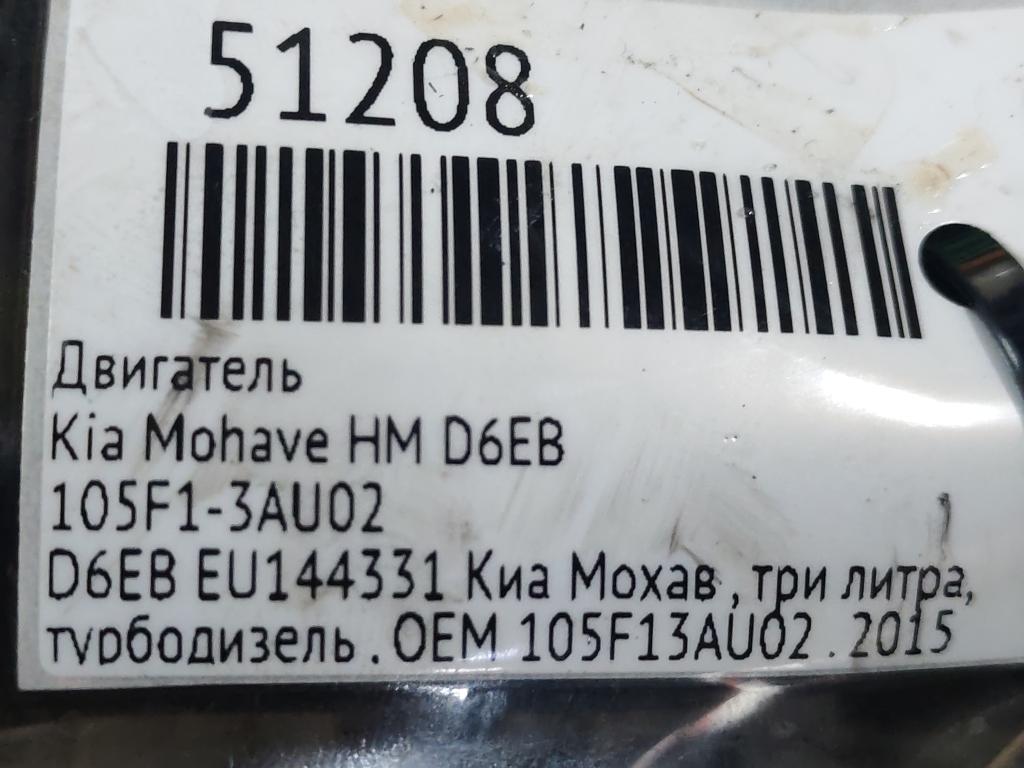 51208
Двигатель
Kia Mohave HM D6EB
105F1-3AU02
D6EB EU144331 Киа Мохав , три литра,
турбодизель . OEM 105F13AU02 . 2015